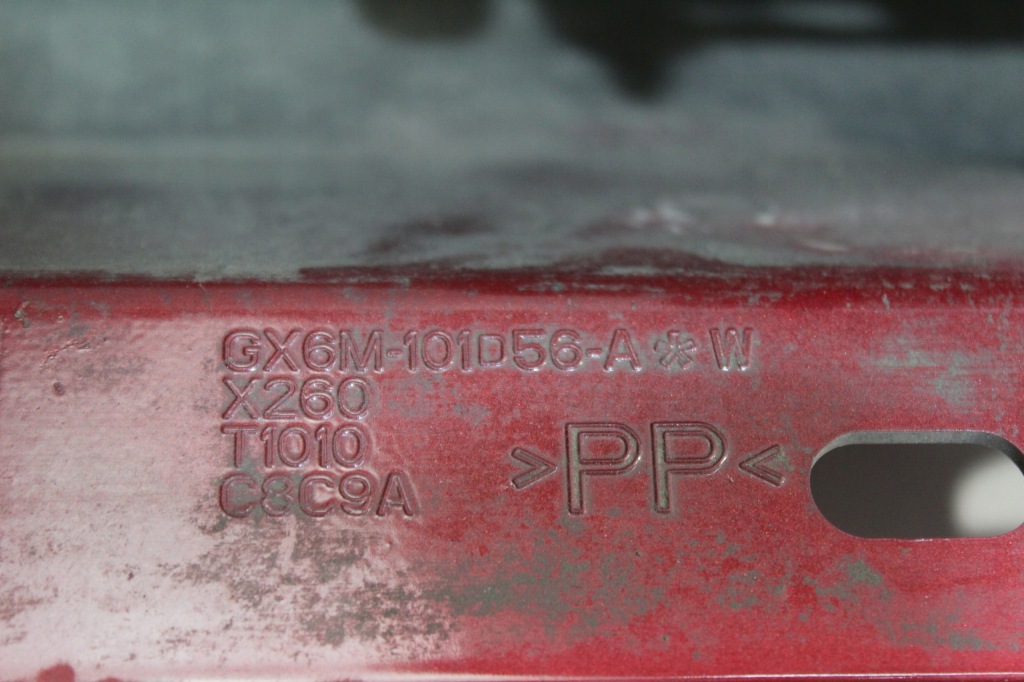 GX6M-101D56-A * W
X260
T1010
C8C9A
>PP<